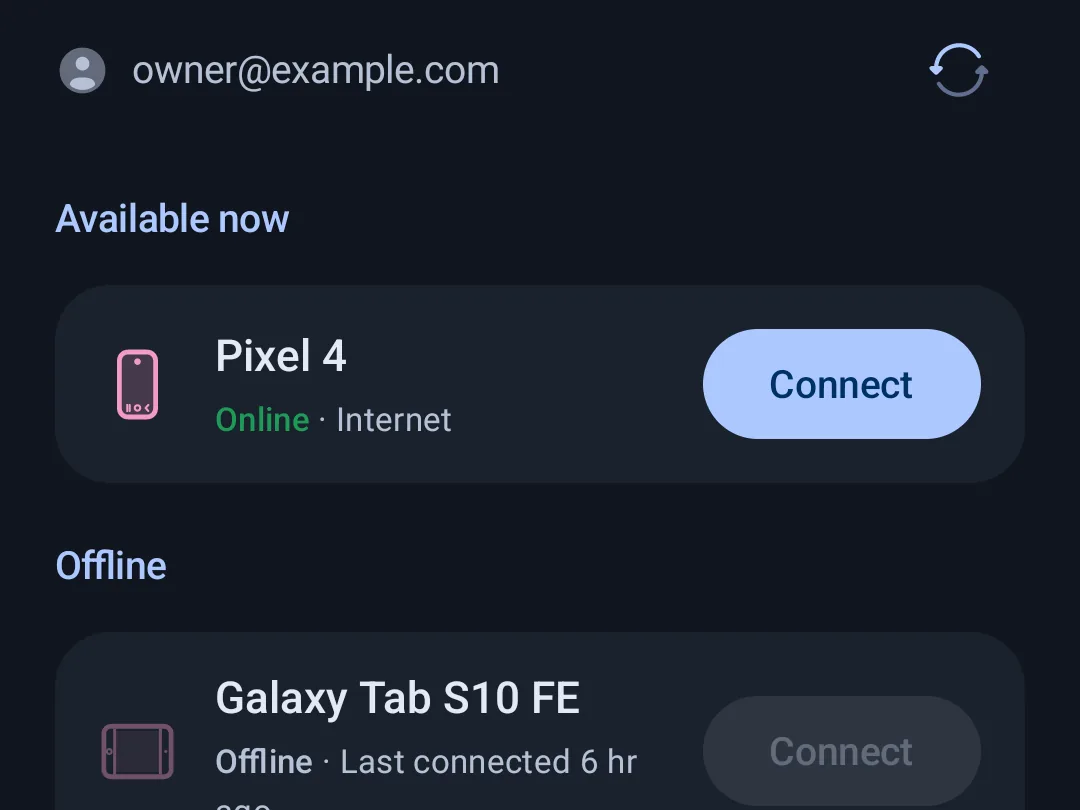 owner@example.com
Available now
Pixel 4
Online · Internet
Connect
Offline
Galaxy Tab S10 FE
Offline · Last connected 6 hr
ago
Connect